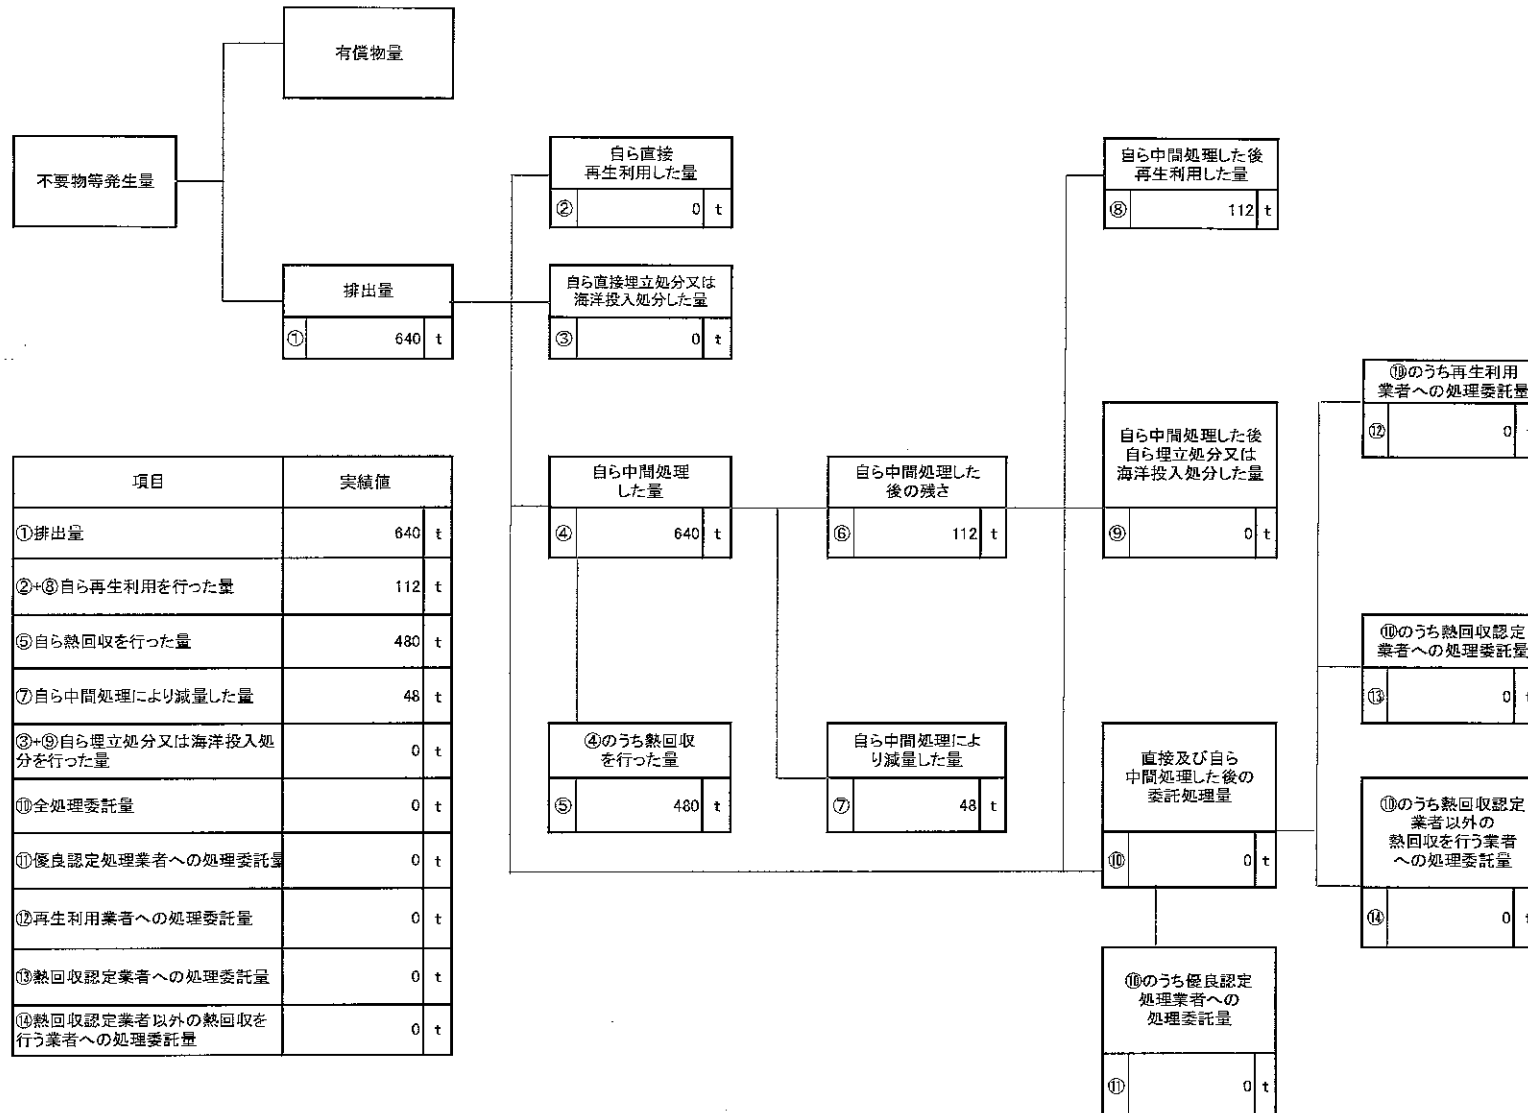 有償物量
不要物等発生量
排出量
① 640 t
自ら直接
再生利用した量
② 0 t
自ら直接埋立処分又は
海洋投入処分した量
③ 0 t
自ら中間処理
した量
④ 640 t
④のうち熱回収
を行った量
⑤ 480 t
自ら中間処理した
後の残さ
⑥ 112 t
自ら中間処理によ
り減量した量
⑦ 48 t
自ら中間処理した後
再生利用した量
⑧ 112 t
自ら中間処理した後
自ら埋立処分又は
海洋投入処分した量
⑨ 0 t
直接及び自ら
中間処理した後の
委託処理量
⑩ 0 t
⑩のうち優良認定
処理業者への
処理委託量
⑪ 0 t
⑩のうち再生利用
業者への処理委託量
⑫ 0
⑩のうち熱回収認定
業者への処理委託量
⑬ 0 t
⑩のうち熱回収認定
業者以外の
熱回収を行う業者
への処理委託量
⑭ 0 t
項目 実績値
①排出量 640 t
②+⑧自ら再生利用を行った量 112 t
⑤自ら熱回収を行った量 480 t
⑦自ら中間処理により減量した量 48 t
③+⑨自ら埋立処分又は海洋投入処
分を行った量 0 t
⑩全処理委託量 0 t
⑪優良認定処理業者への処理委託量 0 t
⑫再生利用業者への処理委託量 0 t
⑬熱回収認定業者への処理委託量 0 t
⑭熱回収認定業者以外の熱回収を
行う業者への処理委託量 0 t